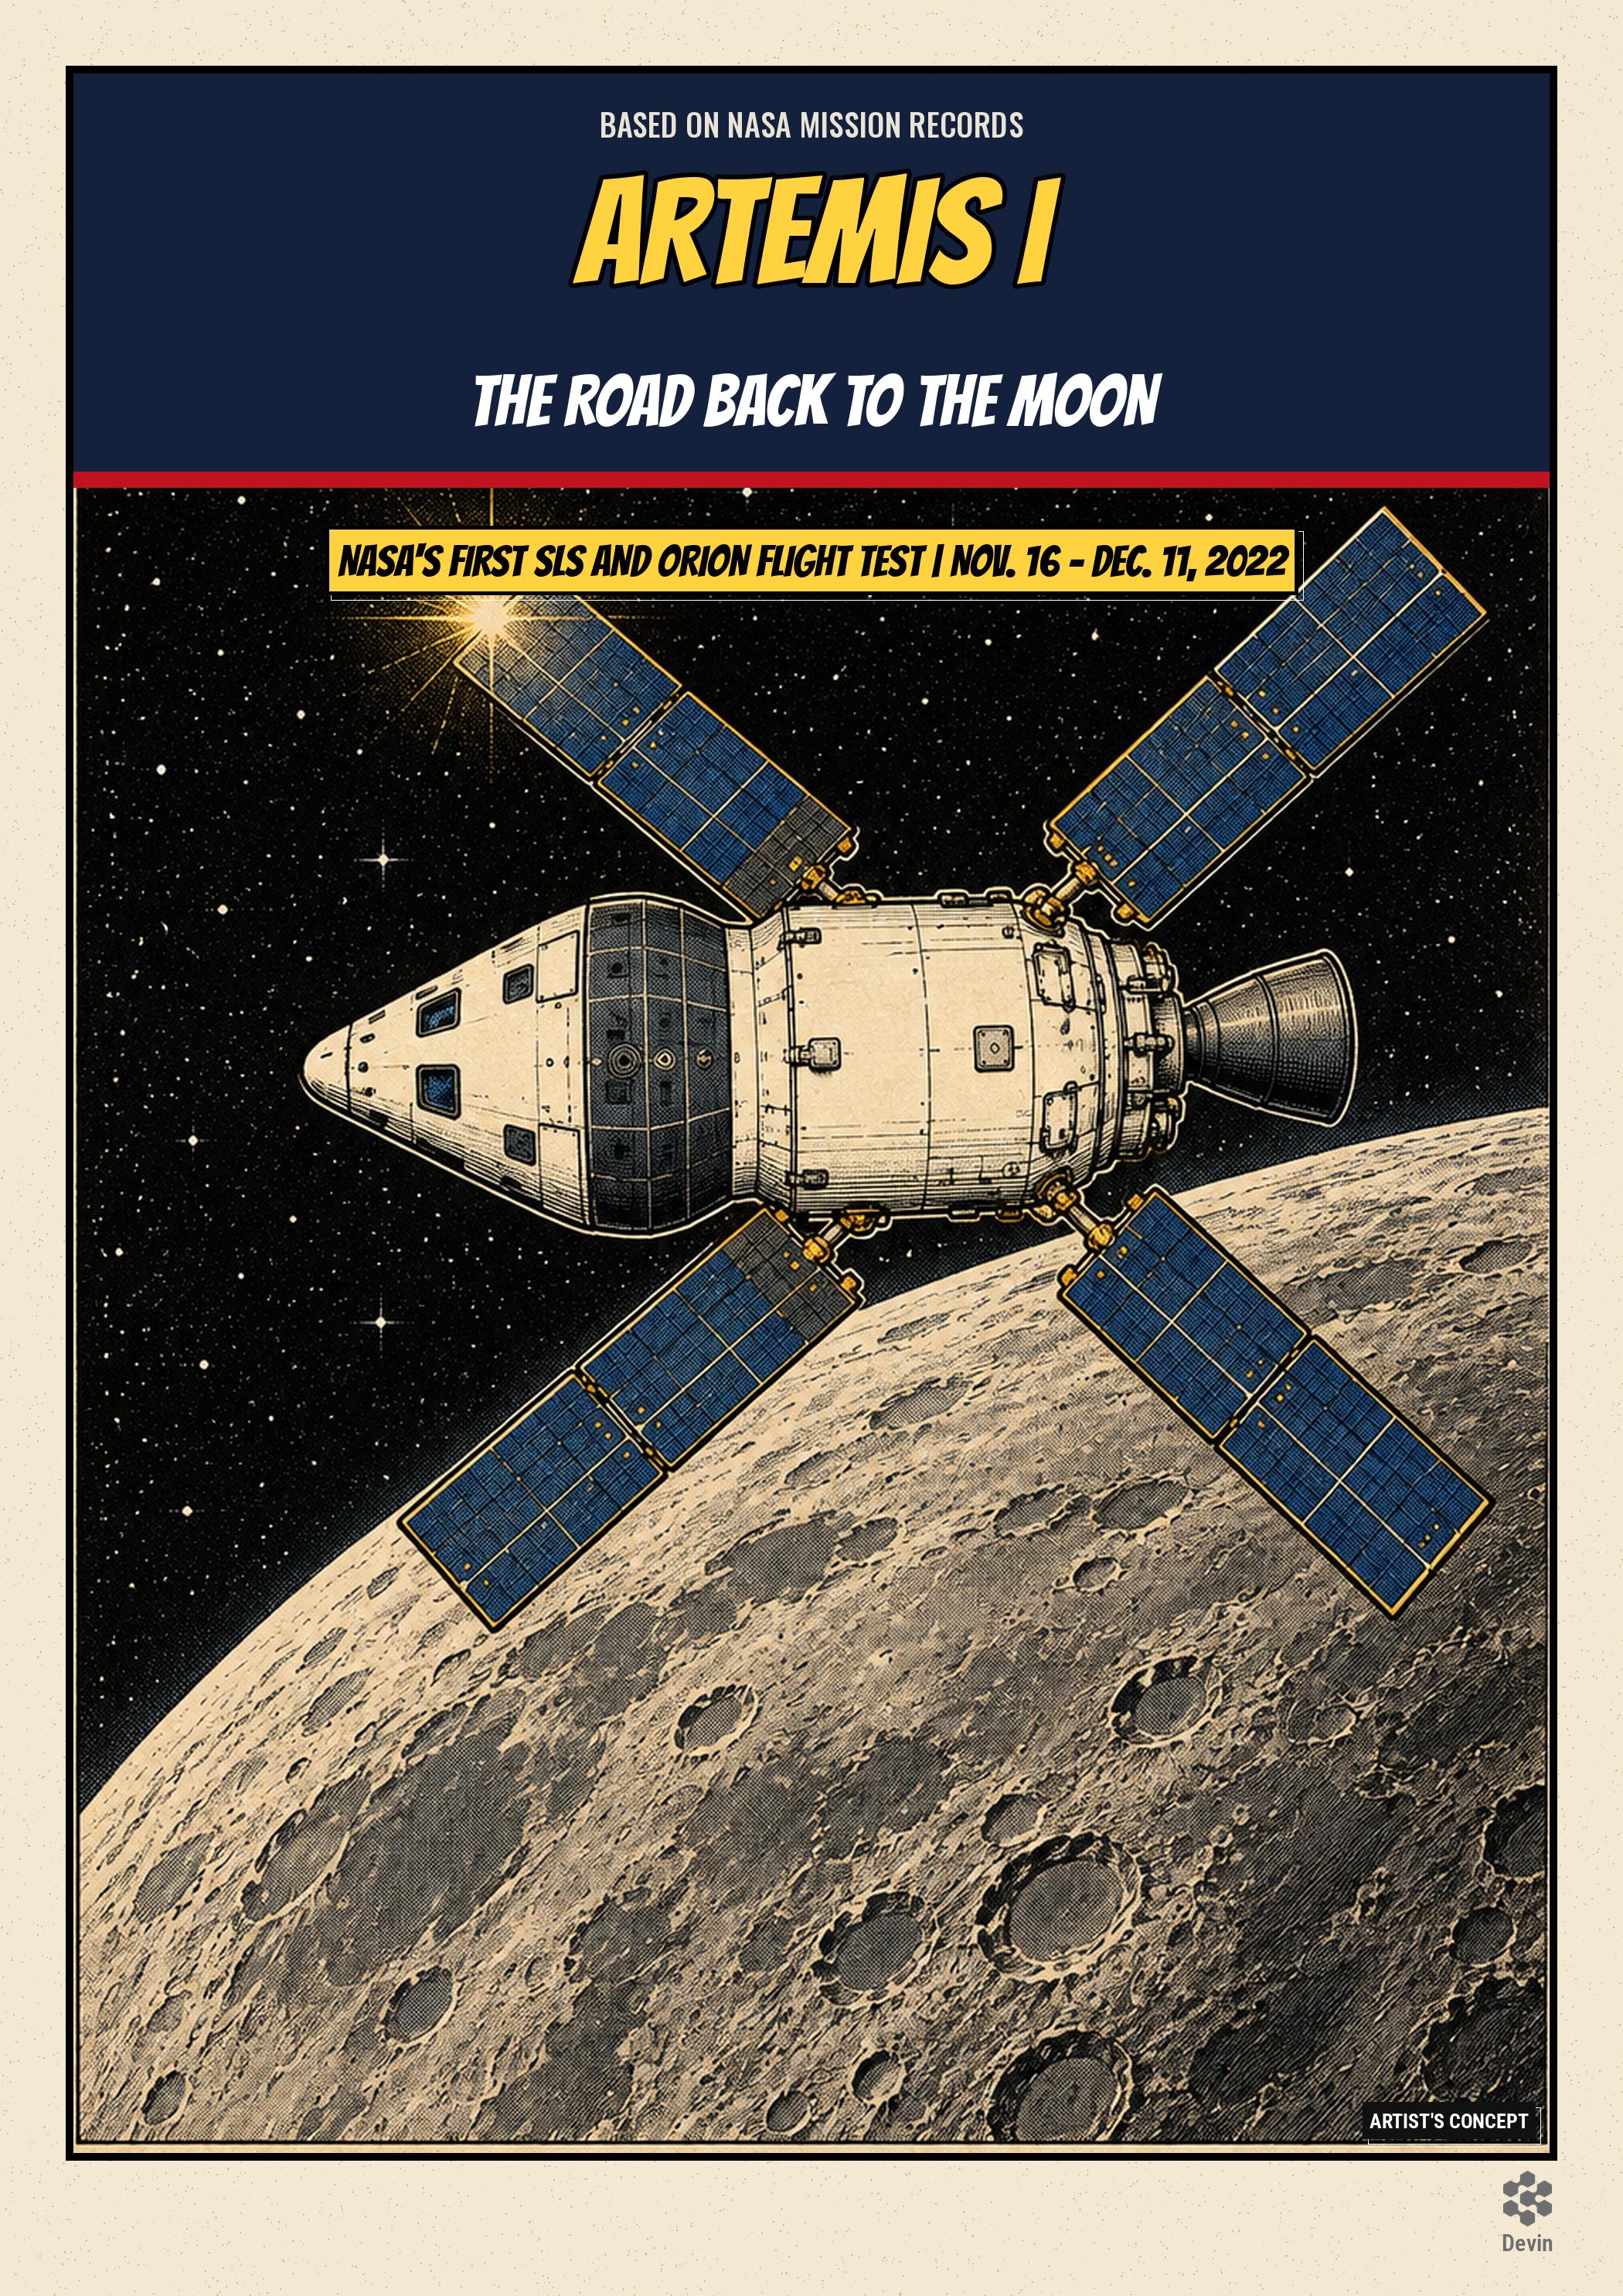 BASED ON NASA MISSION RECORDS
ARTEMIS I
THE ROAD BACK TO THE MOON
NASA'S FIRST SLS AND ORION FLIGHT TEST | NOV. 16 - DEC. 11, 2022
ARTIST'S CONCEPT
Devin